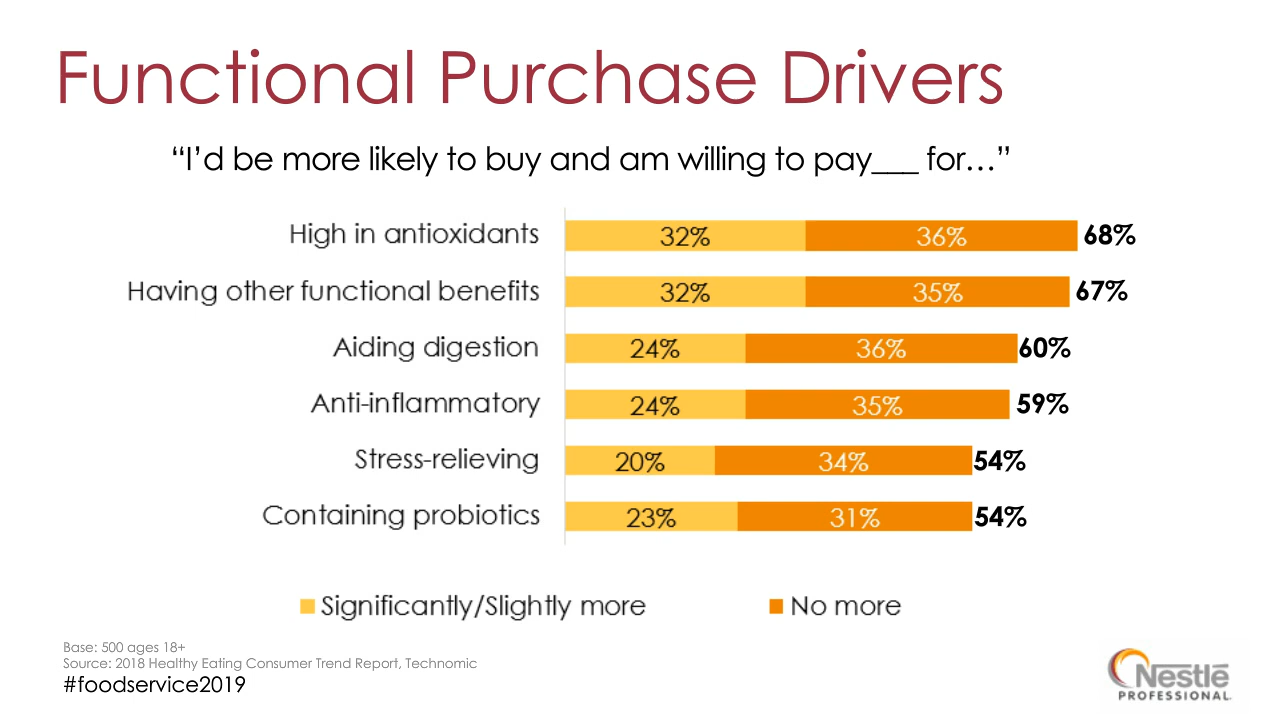 Functional Purchase Drivers
“I’d be more likely to buy and am willing to pay___ for…”
High in antioxidants 32% 36% 68%
Having other functional benefits 32% 35% 67%
Aiding digestion 24% 36% 60%
Anti-inflammatory 24% 35% 59%
Stress-relieving 20% 34% 54%
Containing probiotics 23% 31% 54%
Significantly/Slightly more No more
Base: 500 ages 18+
Source: 2018 Healthy Eating Consumer Trend Report, Technomic
#foodservice2019
Nestlé
PROFESSIONAL.